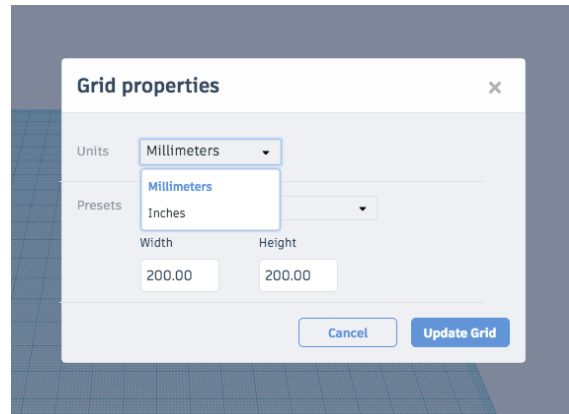 Grid properties
Units
Millimeters
Millimeters
Inches
Presets
Width Height
200.00 200.00
Cancel Update Grid